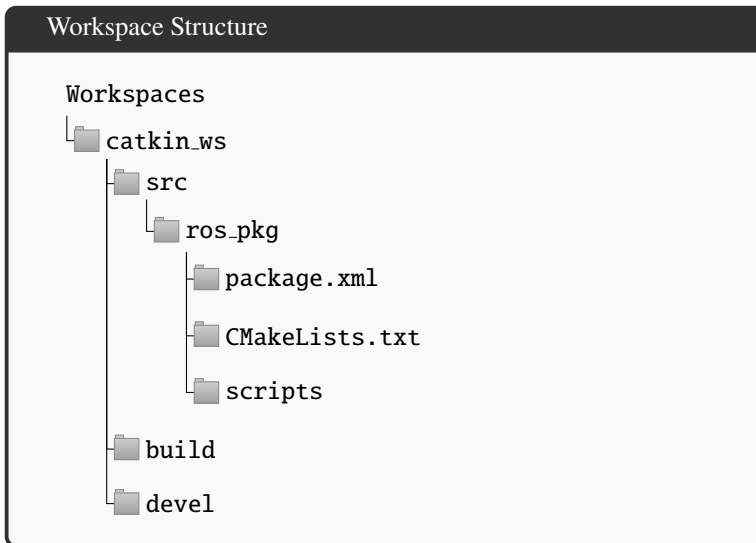 Workspace Structure
Workspaces
catkin_ws
src
ros_pkg
package.xml
CMakeLists.txt
scripts
build
devel